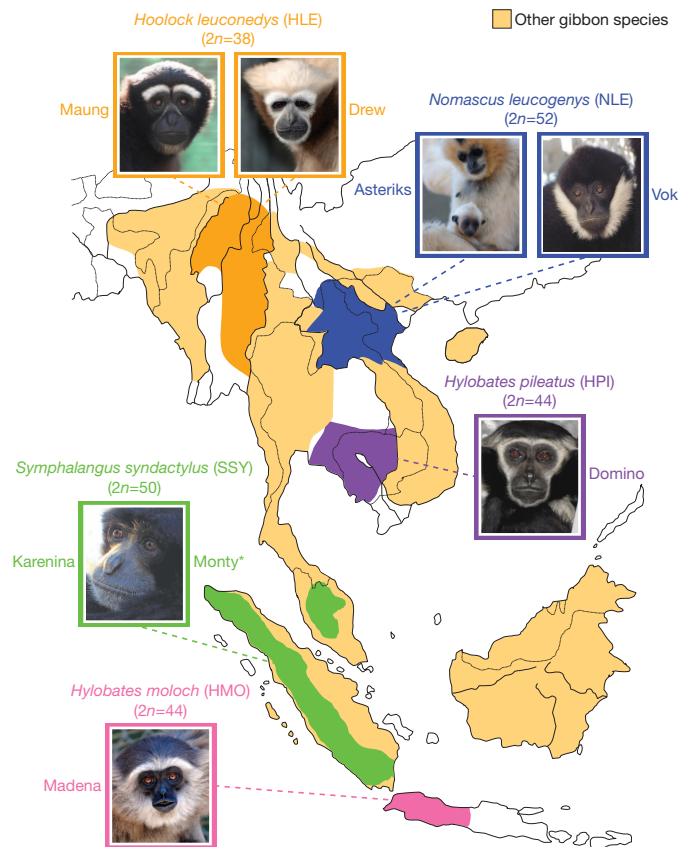 Hoolock leuconedys (HLE)
(2n=38)
Other gibbon species
Maung
Drew
Nomascus leucogenys (NLE)
(2n=52)
Asteriks
Vok
Hylobates pileatus (HPI)
(2n=44)
Domino
Symphalangus syndactylus (SSY)
(2n=50)
Karenina
Monty*
Hylobates moloch (HMO)
(2n=44)
Madena